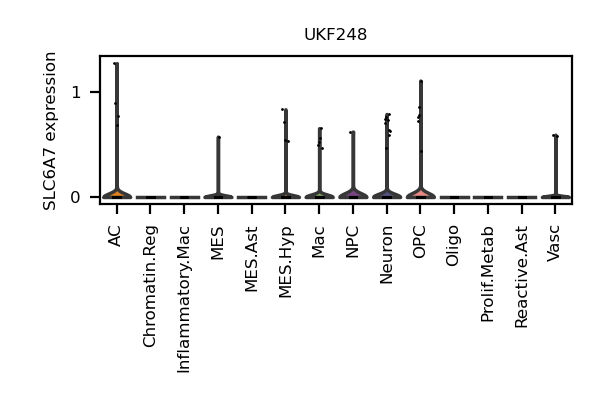 UKF248
SLC6A7 expression
1
0
AC
Chromatin.Reg
Inflammatory.Mac
MES
MES.Ast
MES.Hyp
Mac
NPC
Neuron
OPC
Oligo
Prolif.Metab
Reactive.Ast
Vasc